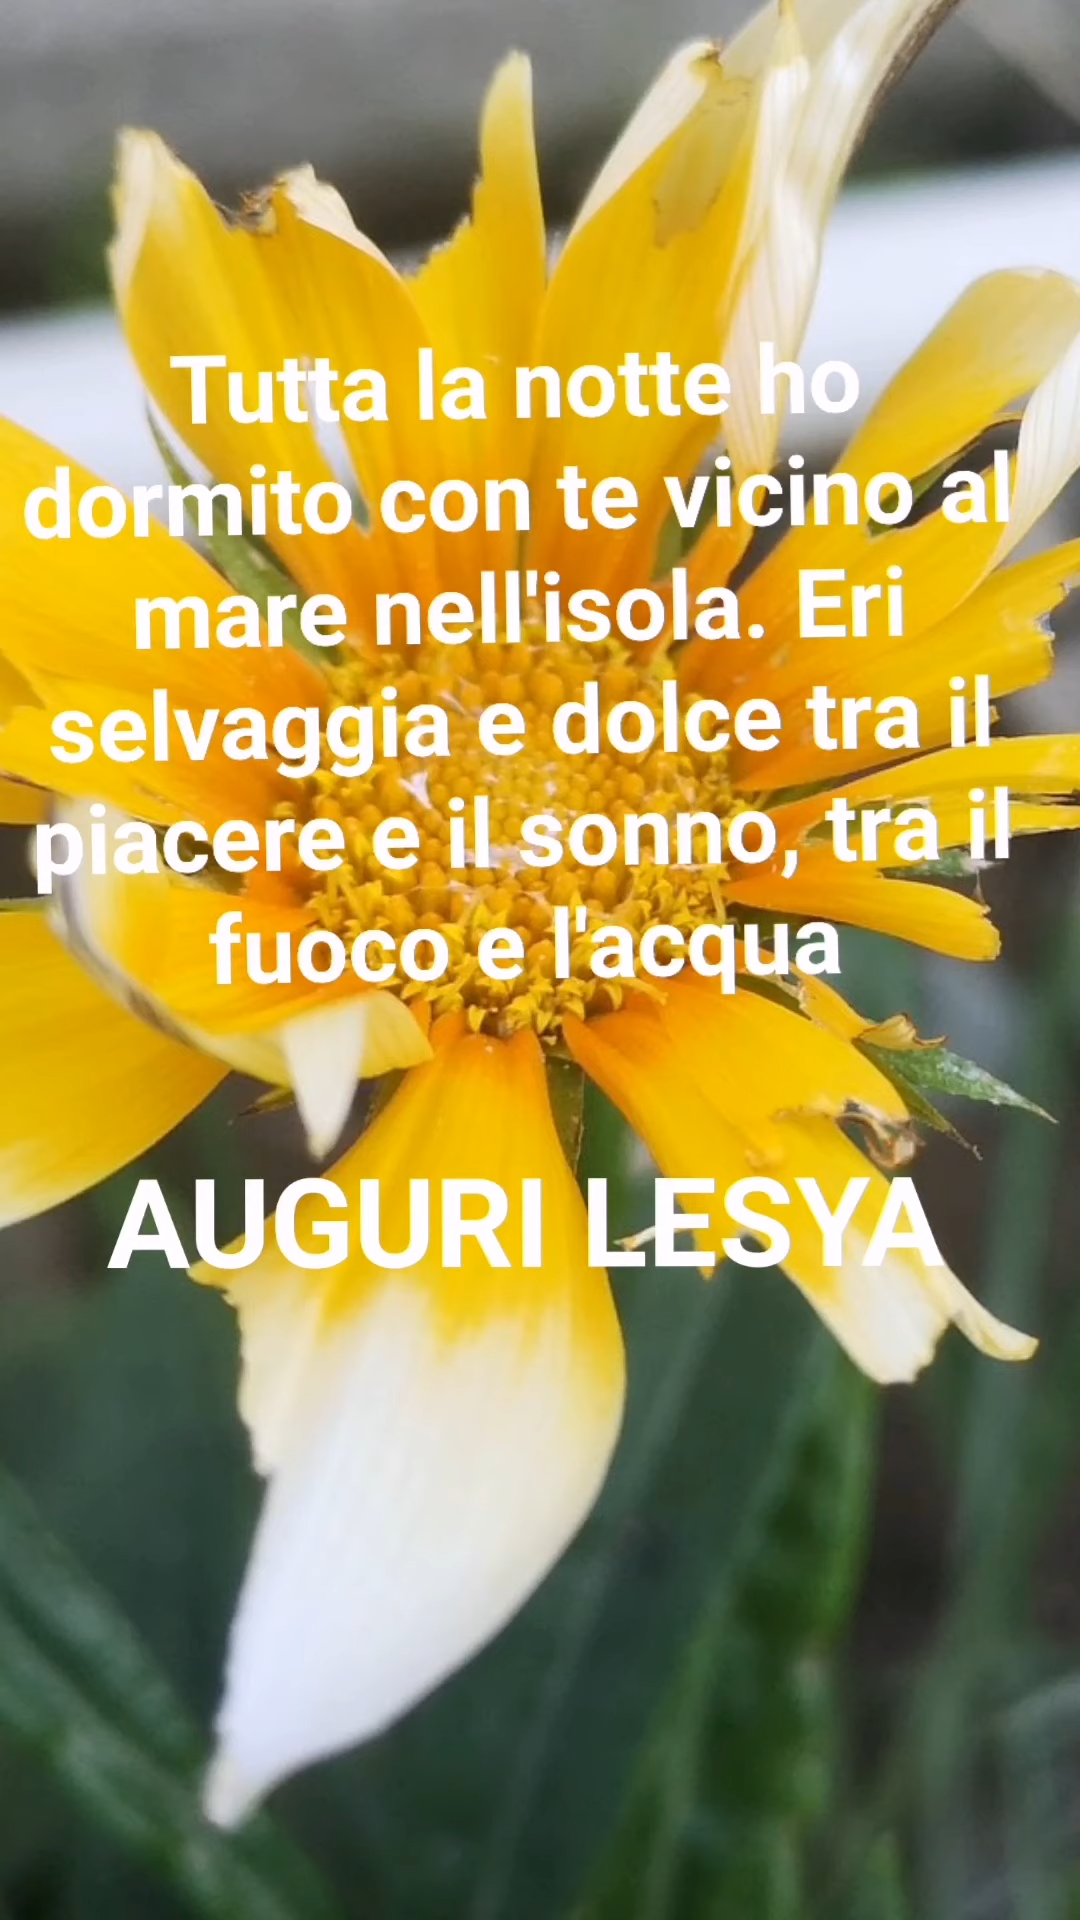 Tutta la notte ho
dormito con te vicino al
mare nell'isola. Eri
selvaggia e dolce tra il
piacere e il sonno, tra il
fuoco e l'acqua
AUGURI LESYA